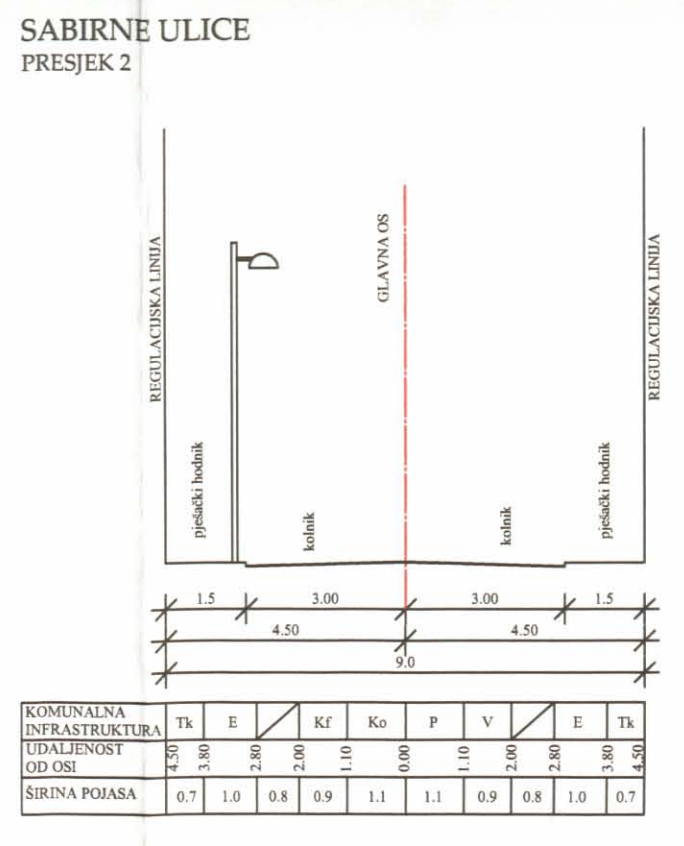 SABIRNE ULICE
PRESJEK 2
REGULACIJSKA LINIJA
GLAVNA OS
REGULACIJSKA LINIJA
pješački hodnik
kolnik
kolnik
pješački hodnik
1.5 3.00 3.00 1.5
4.50 4.50
9.0
KOMUNALNA
INFRASTRUKTURA Tk E Kf Ko P V E Tk
UDALJENOST
OD OSI 4.50 3.80 2.80 2.00 1.10 0.00 1.10 2.00 2.80 3.80 4.50
ŠIRINA POJASA 0.7 1.0 0.8 0.9 1.1 1.1 0.9 0.8 1.0 0.7